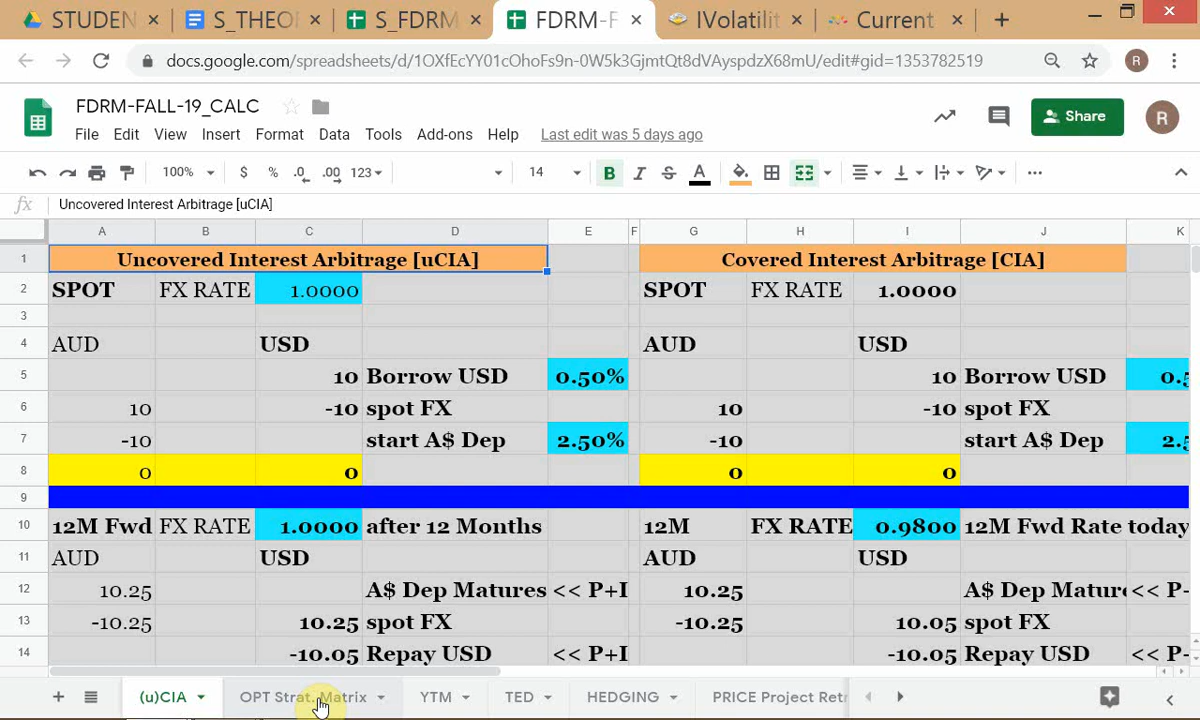 STUDEN × S_THEO × S_FDRM × FDRM-F × IVolatilit × Current × +
docs.google.com/spreadsheets/d/1OXfEcYY01cOhoFs9n-0W5k3GjmtQt8dVAyspdzX68mU/edit#gid=1353782519 R
FDRM-FALL-19_CALC
File Edit View Insert Format Data Tools Add-ons Help Last edit was 5 days ago Share R
100% $ % .0 .00 123 14 B I S A
fx Uncovered Interest Arbitrage [uCIA]
A B C D E F G H I J K
1 Uncovered Interest Arbitrage [uCIA] Covered Interest Arbitrage [CIA]
2 SPOT FX RATE 1.0000 SPOT FX RATE 1.0000
3
4 AUD USD AUD USD
5 10 Borrow USD 0.50% 10 Borrow USD 0.5
6 10 -10 spot FX 10 -10 spot FX
7 -10 start A$ Dep 2.50% -10 start A$ Dep 2.5
8 0 0 0 0
9
10 12M Fwd FX RATE 1.0000 after 12 Months 12M FX RATE 0.9800 12M Fwd Rate today
11 AUD USD AUD USD
12 10.25 A$ Dep Matures << P+I 10.25 A$ Dep Mature << P-
13 -10.25 10.25 spot FX -10.25 10.05 spot FX
14 -10.05 Repay USD << P+I -10.05 Repay USD << P-
+ (u)CIA OPT Strat. Matrix YTM TED HEDGING PRICE Project Retr